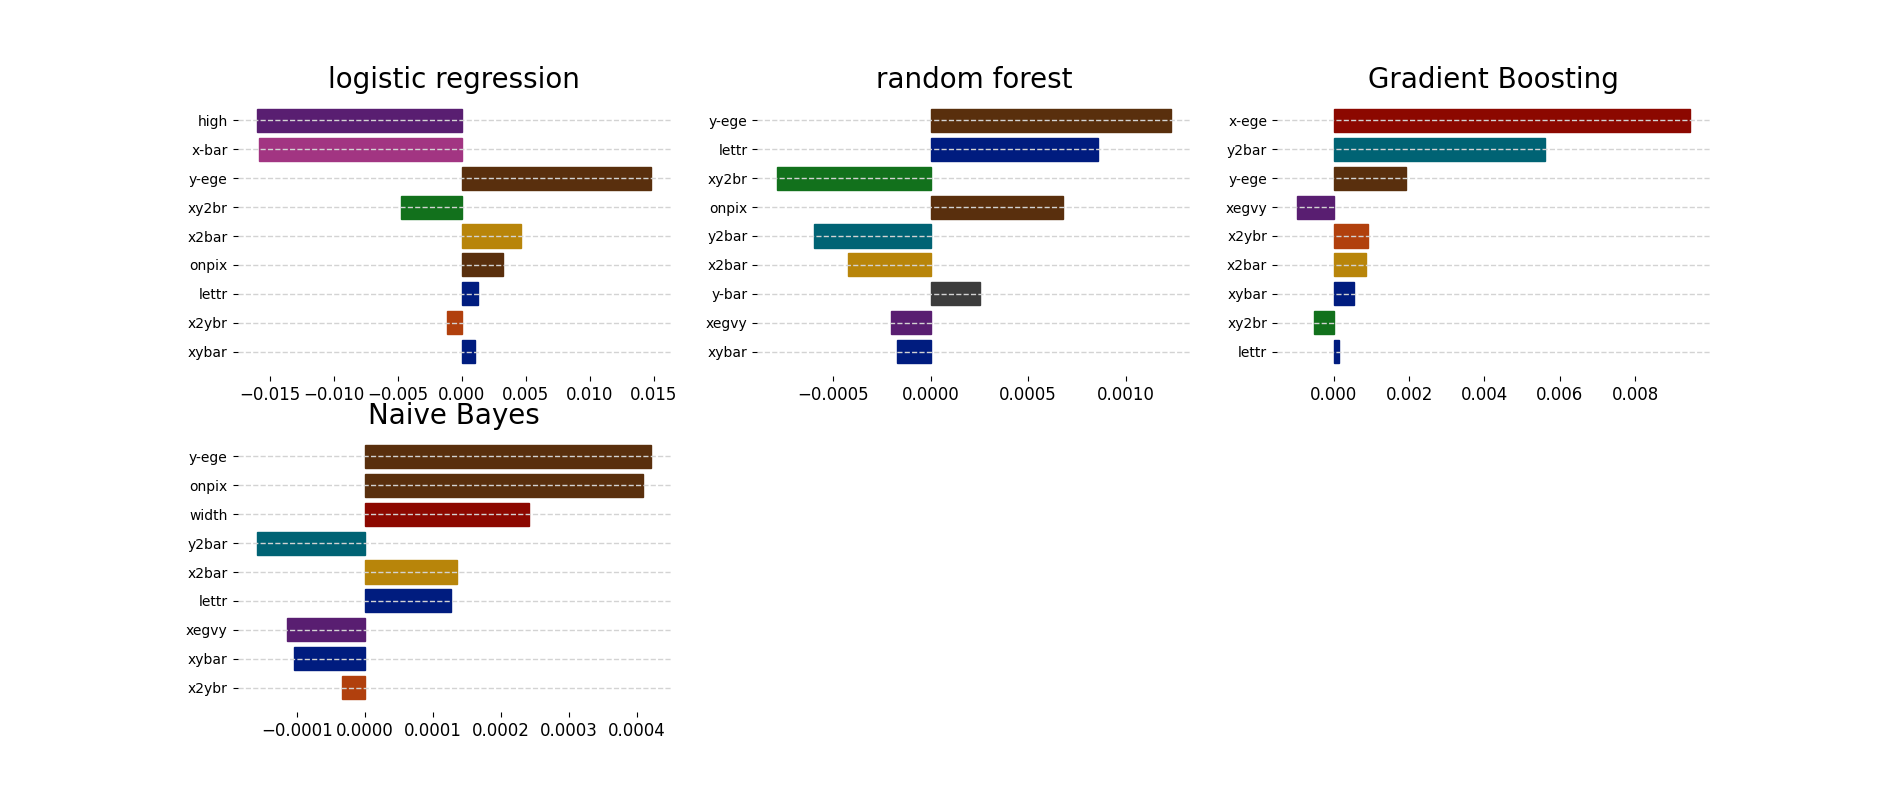 logistic regression
high
x-bar
y-ege
xy2br
x2bar
onpix
lettr
x2ybr
xybar
−0.015 −0.010 −0.005 0.000 0.005 0.010 0.015
random forest
y-ege
lettr
xy2br
onpix
y2bar
x2bar
y-bar
xegvy
xybar
−0.0005 0.0000 0.0005 0.0010
Gradient Boosting
x-ege
y2bar
y-ege
xegvy
x2ybr
x2bar
xybar
xy2br
lettr
0.000 0.002 0.004 0.006 0.008
Naive Bayes
y-ege
onpix
width
y2bar
x2bar
lettr
xegvy
xybar
x2ybr
−0.0001 0.0000 0.0001 0.0002 0.0003 0.0004